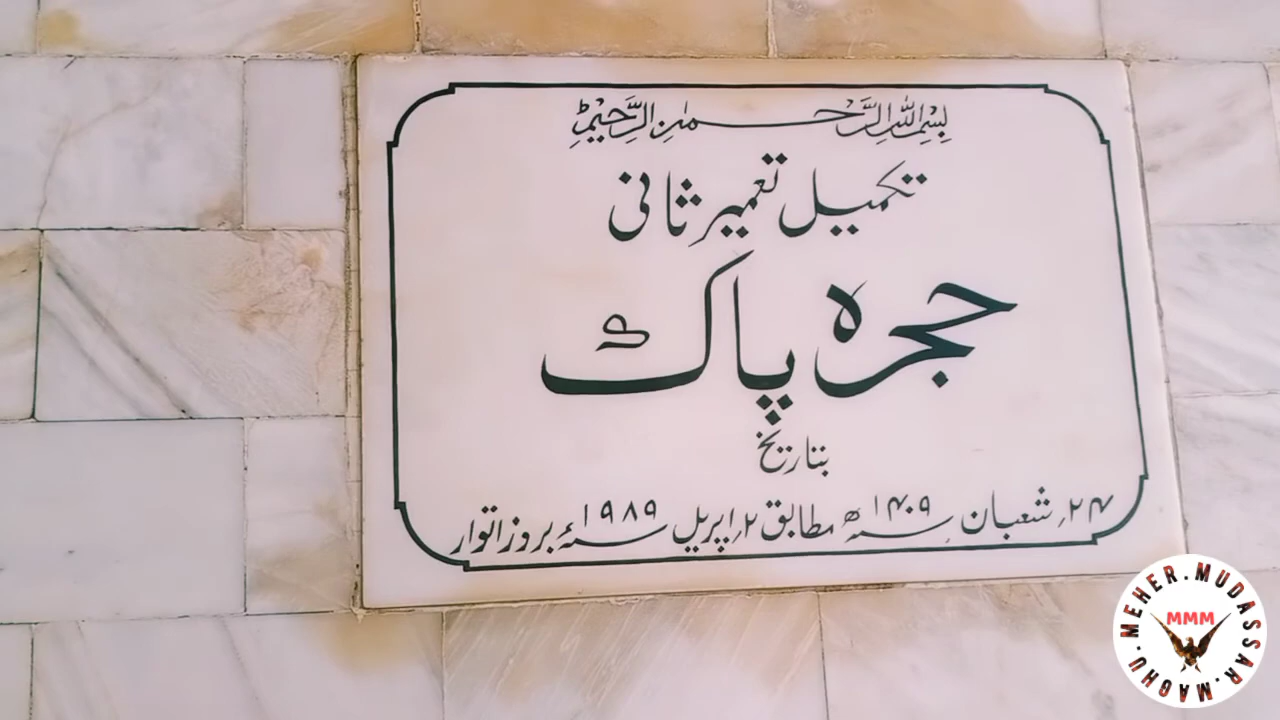 بسم الله الرحمن الرحیم
تکمیل تعمیر ثانی
حجرہ پاک
بتاریخ
۲۴؍ شعبان سنہ ۱۴۰۹ھ مطابق ۲؍ اپریل سنہ ۱۹۸۹ء بروز اتوار
MEHER.MUDASSAR.MAGHU.
MMM